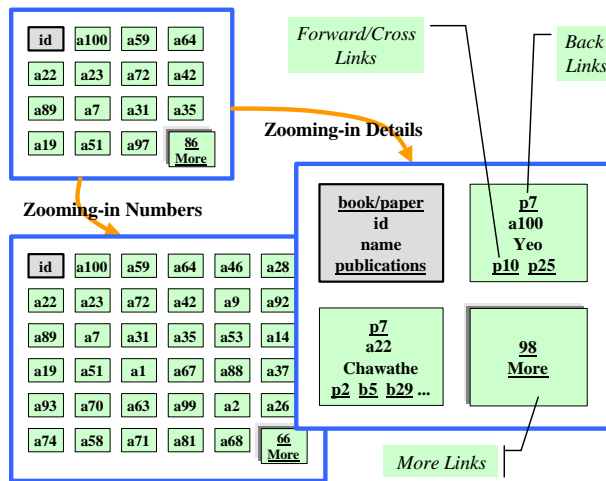 id a100 a59 a64
a22 a23 a72 a42
a89 a7 a31 a35
a19 a51 a97 86
More
Forward/Cross
Links
Back
Links
Zooming-in Details
Zooming-in Numbers
id a100 a59 a64 a46 a28
a22 a23 a72 a42 a9 a92
a89 a7 a31 a35 a53 a14
a19 a51 a1 a67 a88 a37
a93 a70 a63 a99 a2 a26
a74 a58 a71 a81 a68 66
More
book/paper
id
name
publications
p7
a100
Yeo
p10 p25
p7
a22
Chawathe
p2 b5 b29 ...
98
More
More Links